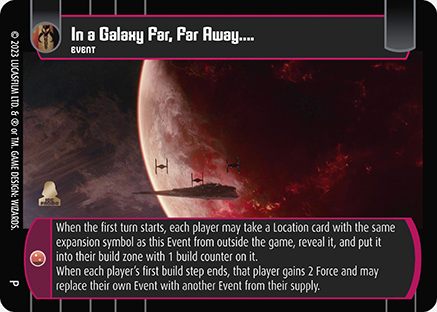 In a Galaxy Far, Far Away....
EVENT
© 2023 LUCASFILM LTD. & ® OR TM. GAME DESIGN: WIZARDS.
P
When the first turn starts, each player may take a Location card with the same
expansion symbol as this Event from outside the game, reveal it, and put it
into their build zone with 1 build counter on it.
When each player's first build step ends, that player gains 2 Force and may
replace their own Event with another Event from their supply.